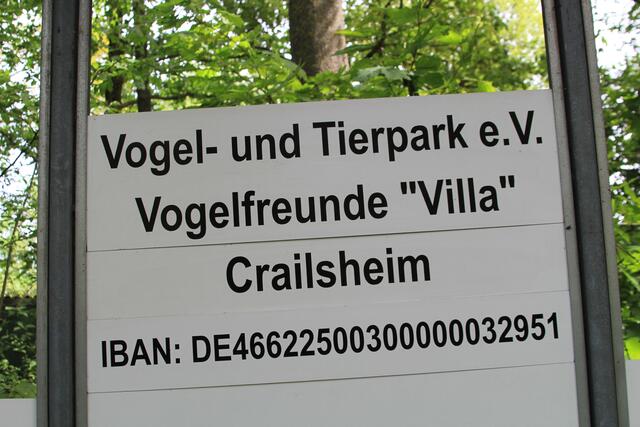 Vogel- und Tierpark e.V.
Vogelfreunde "Villa"
Crailsheim
IBAN: DE46622500300000032951